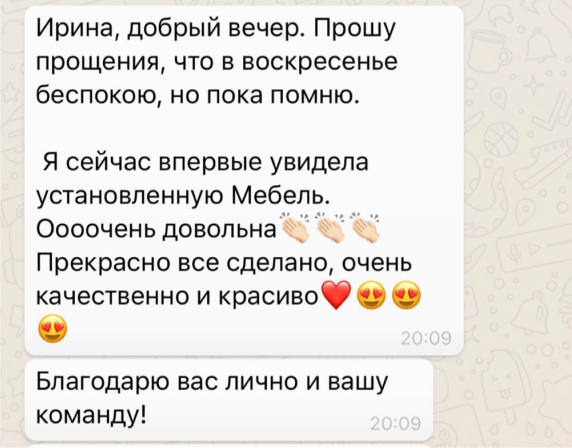 Ирина, добрый вечер. Прошу
прощения, что в воскресенье
беспокою, но пока помню.
Я сейчас впервые увидела
установленную Мебель.
Оооочень довольна👏🏻👏🏻👏🏻
Прекрасно все сделано, очень
качественно и красиво❤️😍😍
😍
20:09
Благодарю вас лично и вашу
команду!
20:09